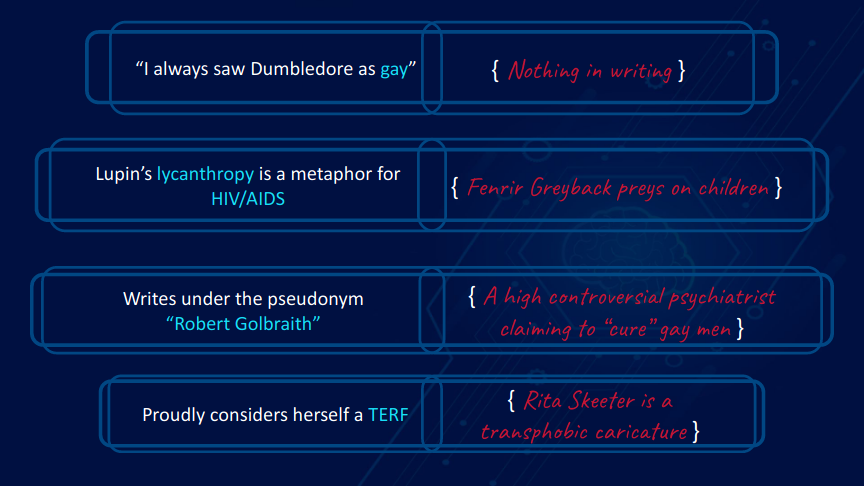 “I always saw Dumbledore as gay”
{ Nothing in writing }
Lupin’s lycanthropy is a metaphor for
HIV/AIDS
{ Fenrir Greyback preys on children }
Writes under the pseudonym
“Robert Golbraith”
{ A high controversial psychiatrist
claiming to “cure” gay men }
Proudly considers herself a TERF
{ Rita Skeeter is a
transphobic caricature }